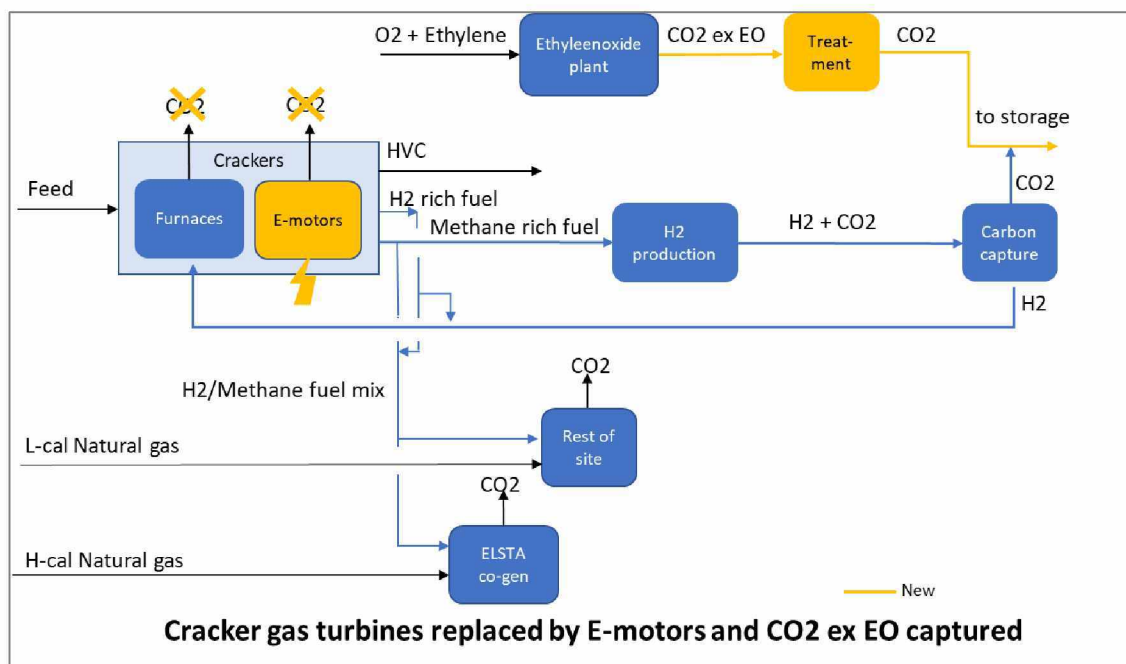 O2 + Ethylene
Ethyleenoxide
plant
CO2 ex EO
Treat-
ment
CO2
to storage
CO2
CO2
Crackers
HVC
Feed
Furnaces
E-motors
H2 rich fuel
Methane rich fuel
H2
production
H2 + CO2
CO2
Carbon
capture
H2
H2/Methane fuel mix
CO2
L-cal Natural gas
Rest of
site
CO2
H-cal Natural gas
ELSTA
co-gen
New
Cracker gas turbines replaced by E-motors and CO2 ex EO captured